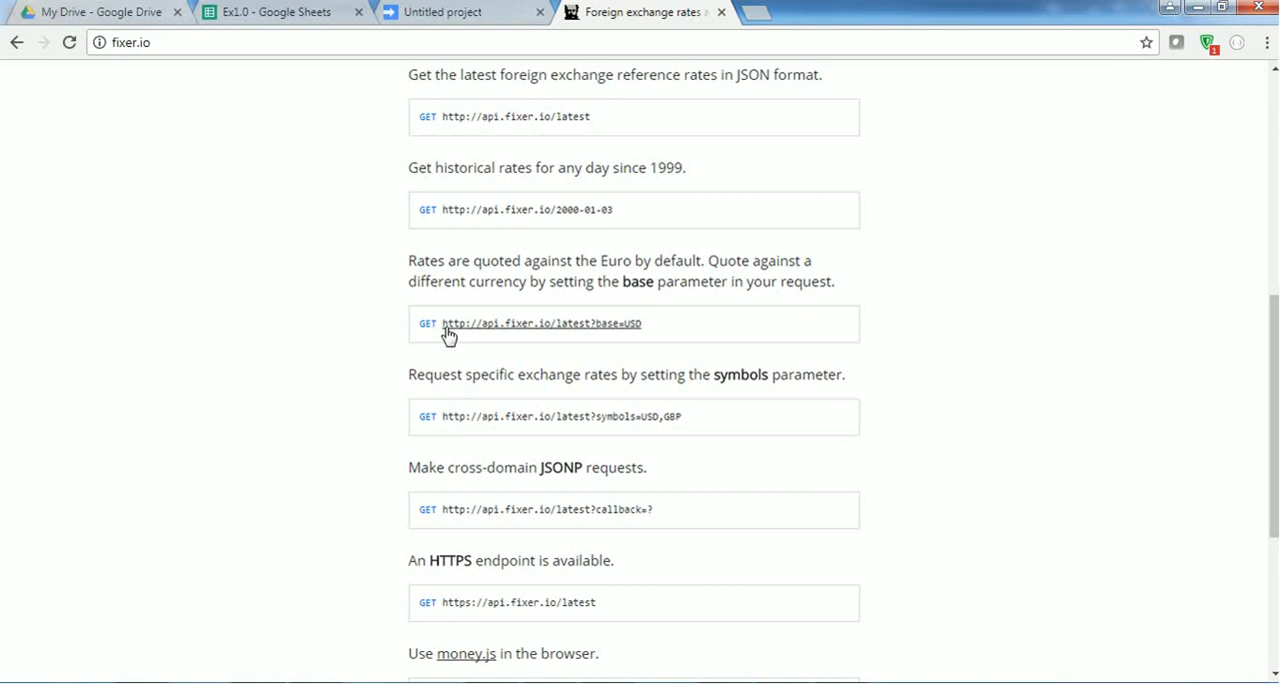 My Drive - Google Drive
Ex1.0 - Google Sheets
Untitled project
Foreign exchange rates a
fixer.io
1
Get the latest foreign exchange reference rates in JSON format.
GET http://api.fixer.io/latest
Get historical rates for any day since 1999.
GET http://api.fixer.io/2000-01-03
Rates are quoted against the Euro by default. Quote against a
different currency by setting the base parameter in your request.
GET http://api.fixer.io/latest?base=USD
Request specific exchange rates by setting the symbols parameter.
GET http://api.fixer.io/latest?symbols=USD,GBP
Make cross-domain JSONP requests.
GET http://api.fixer.io/latest?callback=?
An HTTPS endpoint is available.
GET https://api.fixer.io/latest
Use money.js in the browser.